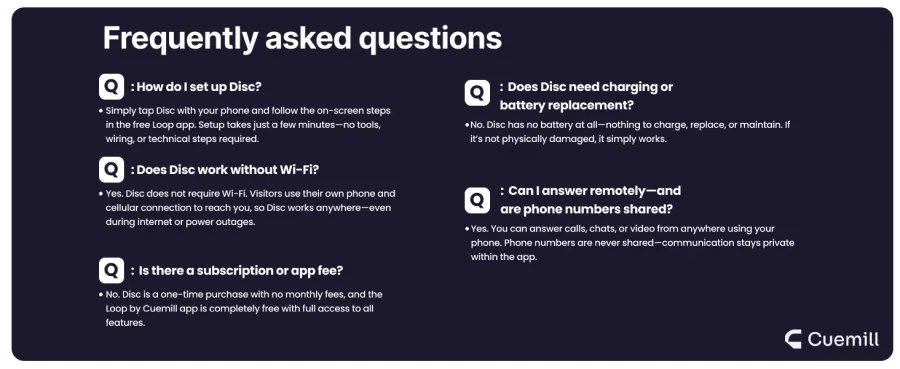 Frequently asked questions
Q : How do I set up Disc?
• Simply tap Disc with your phone and follow the on-screen steps
in the free Loop app. Setup takes just a few minutes—no tools,
wiring, or technical steps required.
Q : Does Disc work without Wi-Fi?
• Yes. Disc does not require Wi-Fi. Visitors use their own phone and
cellular connection to reach you, so Disc works anywhere—even
during internet or power outages.
Q : Is there a subscription or app fee?
• No. Disc is a one-time purchase with no monthly fees, and the
Loop by Cuemill app is completely free with full access to all
features.
Q : Does Disc need charging or
battery replacement?
• No. Disc has no battery at all—nothing to charge, replace, or maintain. If
it's not physically damaged, it simply works.
Q : Can I answer remotely—and
are phone numbers shared?
• Yes. You can answer calls, chats, or video from anywhere using your
phone. Phone numbers are never shared—communication stays private
within the app.
Cuemill